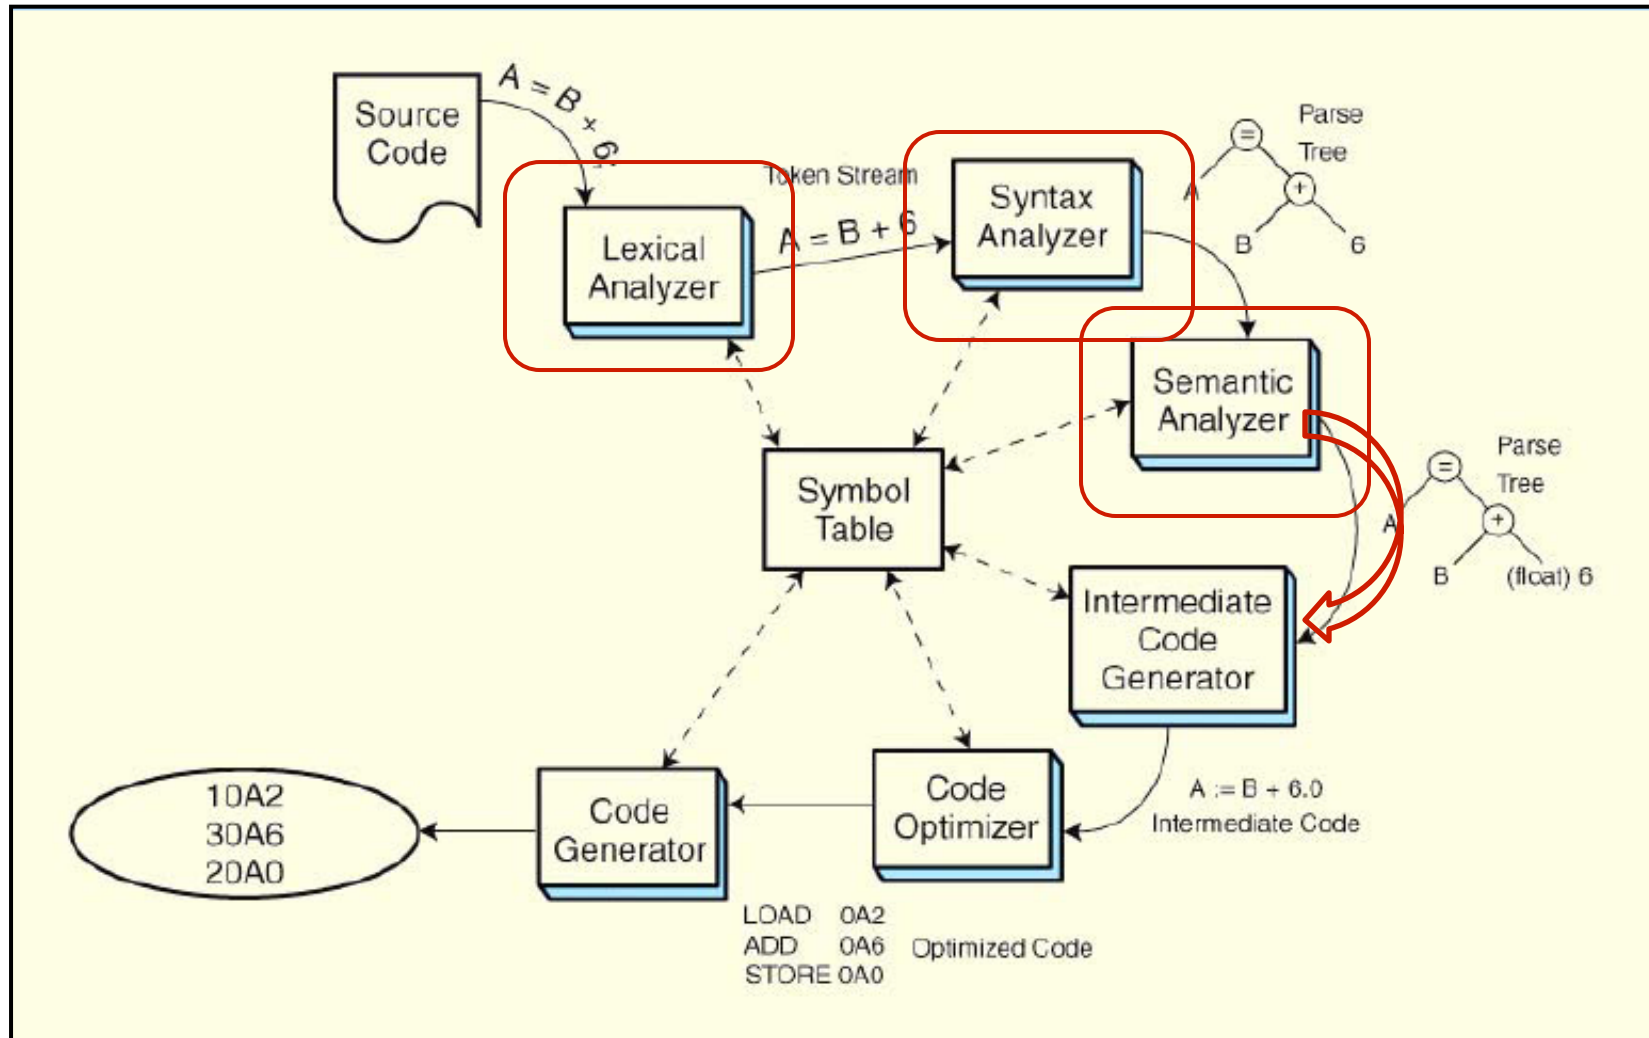 Source
Code
A = B × 6;
Lexical
Analyzer
Token Stream
A = B + 6
Syntax
Analyzer
Parse
Tree
=
A
+
B
6
Semantic
Analyzer
Parse
Tree
=
A
+
B
(float) 6
Symbol
Table
Intermediate
Code
Generator
A := B + 6.0
Intermediate Code
Code
Optimizer
LOAD 0A2
ADD 0A6
STORE 0A0
Optimized Code
Code
Generator
10A2
30A6
20A0